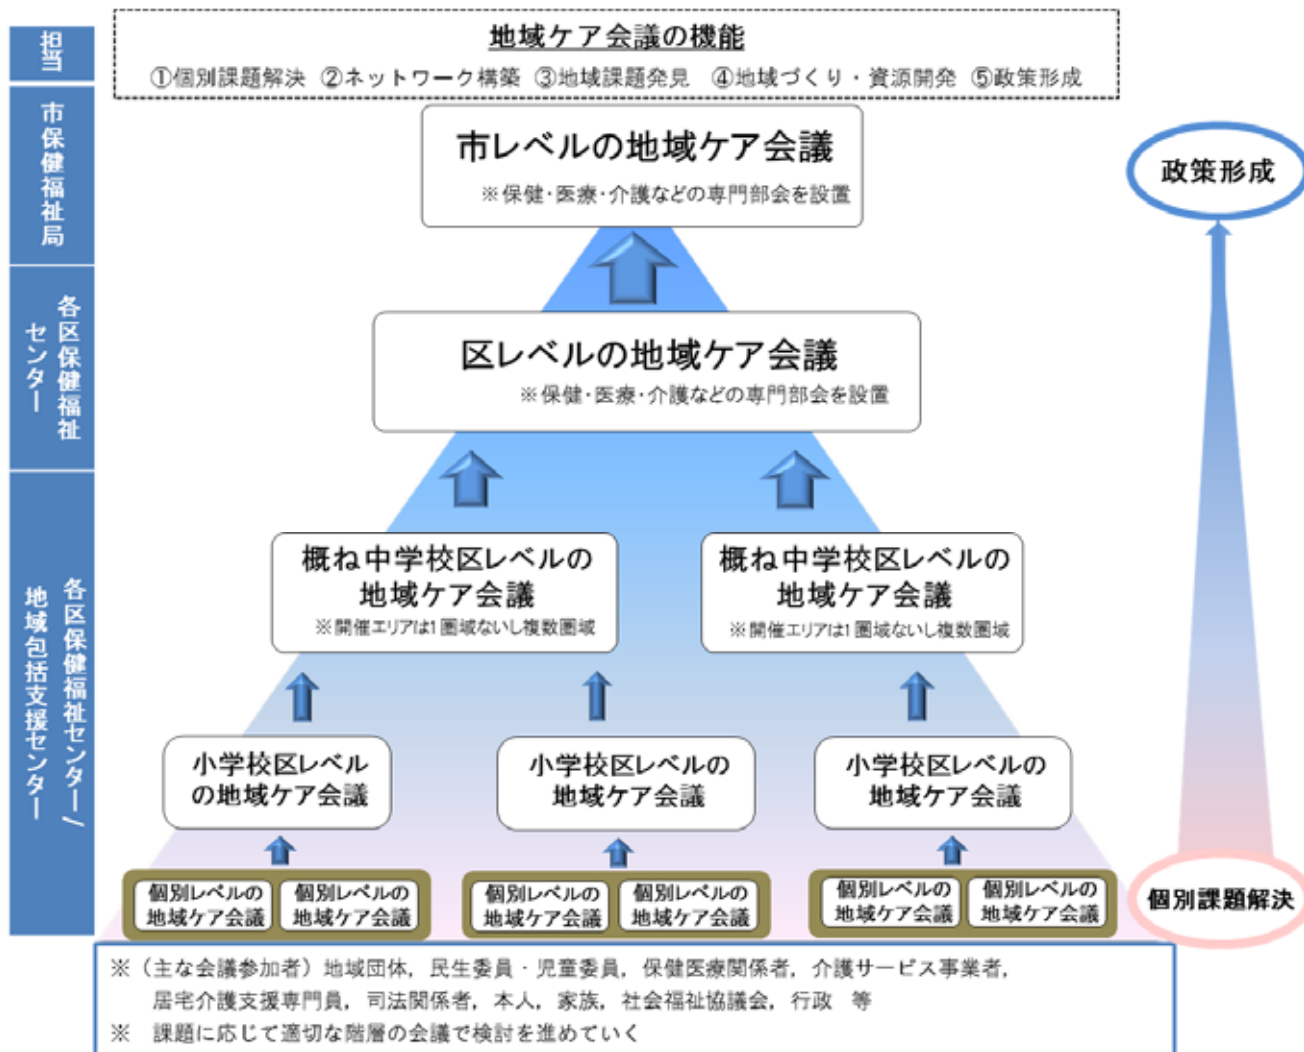 担当
地域ケア会議の機能
①個別課題解決 ②ネットワーク構築 ③地域課題発見 ④地域づくり・資源開発 ⑤政策形成
市保健福祉局
市レベルの地域ケア会議
※保健・医療・介護などの専門部会を設置
政策形成
各区保健福祉
センター
区レベルの地域ケア会議
※保健・医療・介護などの専門部会を設置
各区保健福祉センター/
地域包括支援センター
概ね中学校区レベルの
地域ケア会議
※開催エリアは1圏域ないし複数圏域
概ね中学校区レベルの
地域ケア会議
※開催エリアは1圏域ないし複数圏域
小学校区レベル
の地域ケア会議
小学校区レベルの
地域ケア会議
小学校区レベルの
地域ケア会議
個別レベルの
地域ケア会議
個別レベルの
地域ケア会議
個別レベルの
地域ケア会議
個別レベルの
地域ケア会議
個別レベルの
地域ケア会議
個別レベルの
地域ケア会議
個別課題解決
※（主な会議参加者）地域団体，民生委員・児童委員，保健医療関係者，介護サービス事業者，
居宅介護支援専門員，司法関係者，本人，家族，社会福祉協議会，行政 等
※ 課題に応じて適切な階層の会議で検討を進めていく